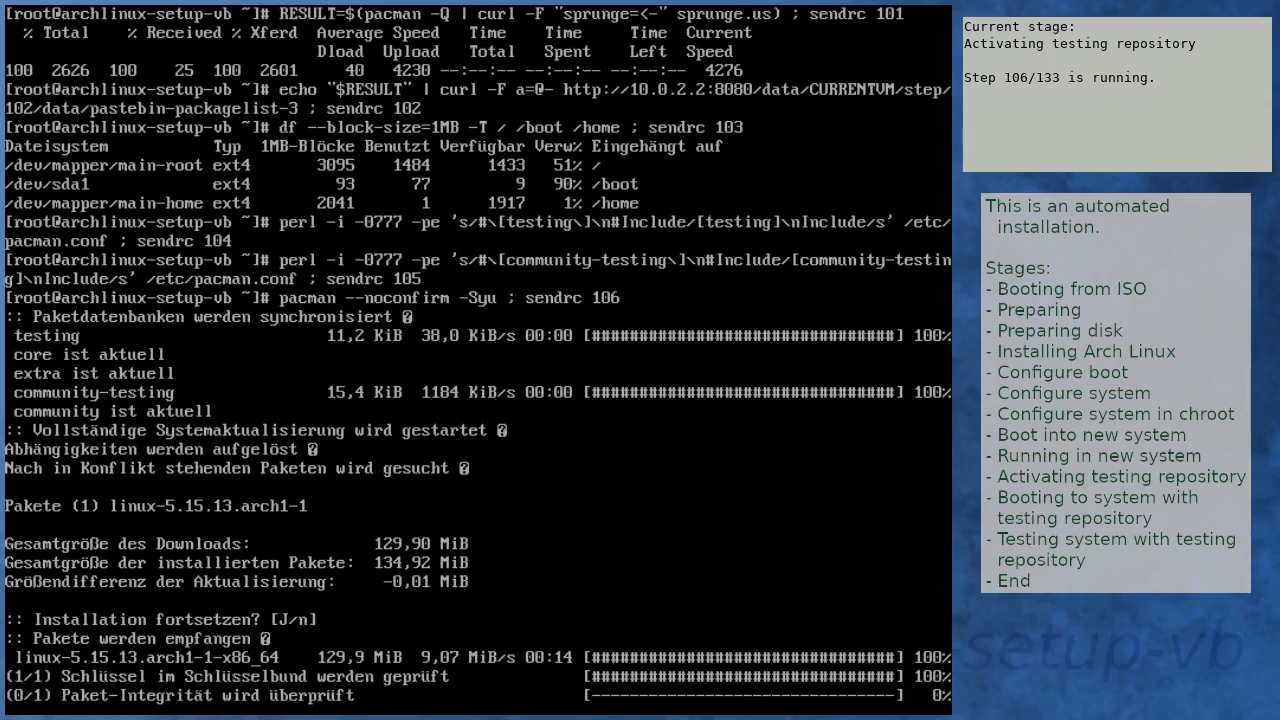 [root@archlinux-setup-vb ~]# RESULT=$(pacman -Q | curl -F "sprunge=<-" sprunge.us) ; sendrc 101
  % Total    % Received % Xferd  Average Speed   Time    Time     Time  Current
                                 Dload  Upload   Total   Spent    Left  Speed
100  2626  100    25  100  2601     40   4230 --:--:-- --:--:-- --:--:--  4276
[root@archlinux-setup-vb ~]# echo "$RESULT" | curl -F a=@- http://10.0.2.2:8080/data/CURRENTVM/step/
102/data/pastebin-packagelist-3 ; sendrc 102
[root@archlinux-setup-vb ~]# df --block-size=1MB -T / /boot /home ; sendrc 103
Dateisystem           Typ  1MB-Blöcke Benutzt Verfügbar Verw% Eingehängt auf
/dev/mapper/main-root ext4       3095    1484      1433   51% /
/dev/sda1             ext4         93      77         9   90% /boot
/dev/mapper/main-home ext4       2041       1      1917    1% /home
[root@archlinux-setup-vb ~]# perl -i -0777 -pe 's/#\[testing\]\n#Include/[testing]\nInclude/s' /etc/
pacman.conf ; sendrc 104
[root@archlinux-setup-vb ~]# perl -i -0777 -pe 's/#\[community-testing\]\n#Include/[community-testin
g]\nInclude/s' /etc/pacman.conf ; sendrc 105
[root@archlinux-setup-vb ~]# pacman --noconfirm -Syu ; sendrc 106
:: Paketdatenbanken werden synchronisiert �
 testing                          11,2 KiB  38,0 KiB/s 00:00 [################################] 100%
 core ist aktuell
 extra ist aktuell
 community-testing                15,4 KiB  1184 KiB/s 00:00 [################################] 100%
 community ist aktuell
:: Vollständige Systemaktualisierung wird gestartet �
Abhängigkeiten werden aufgelöst �
Nach in Konflikt stehenden Paketen wird gesucht �
Pakete (1) linux-5.15.13.arch1-1
Gesamtgröße des Downloads:             129,90 MiB
Gesamtgröße der installierten Pakete:  134,92 MiB
Größendifferenz der Aktualisierung:     -0,01 MiB
:: Installation fortsetzen? [J/n]
:: Pakete werden empfangen �
 linux-5.15.13.arch1-1-x86_64    129,9 MiB  9,07 MiB/s 00:14 [################################] 100%
(1/1) Schlüssel im Schlüsselbund werden geprüft              [################################] 100%
(0/1) Paket-Integrität wird überprüft                        [--------------------------------]   0%
Current stage:
Activating testing repository
Step 106/133 is running.
This is an automated
installation.
Stages:
- Booting from ISO
- Preparing
- Preparing disk
- Installing Arch Linux
- Configure boot
- Configure system
- Configure system in chroot
- Boot into new system
- Running in new system
- Activating testing repository
- Booting to system with
testing repository
- Testing system with testing
repository
- End
setup-vb